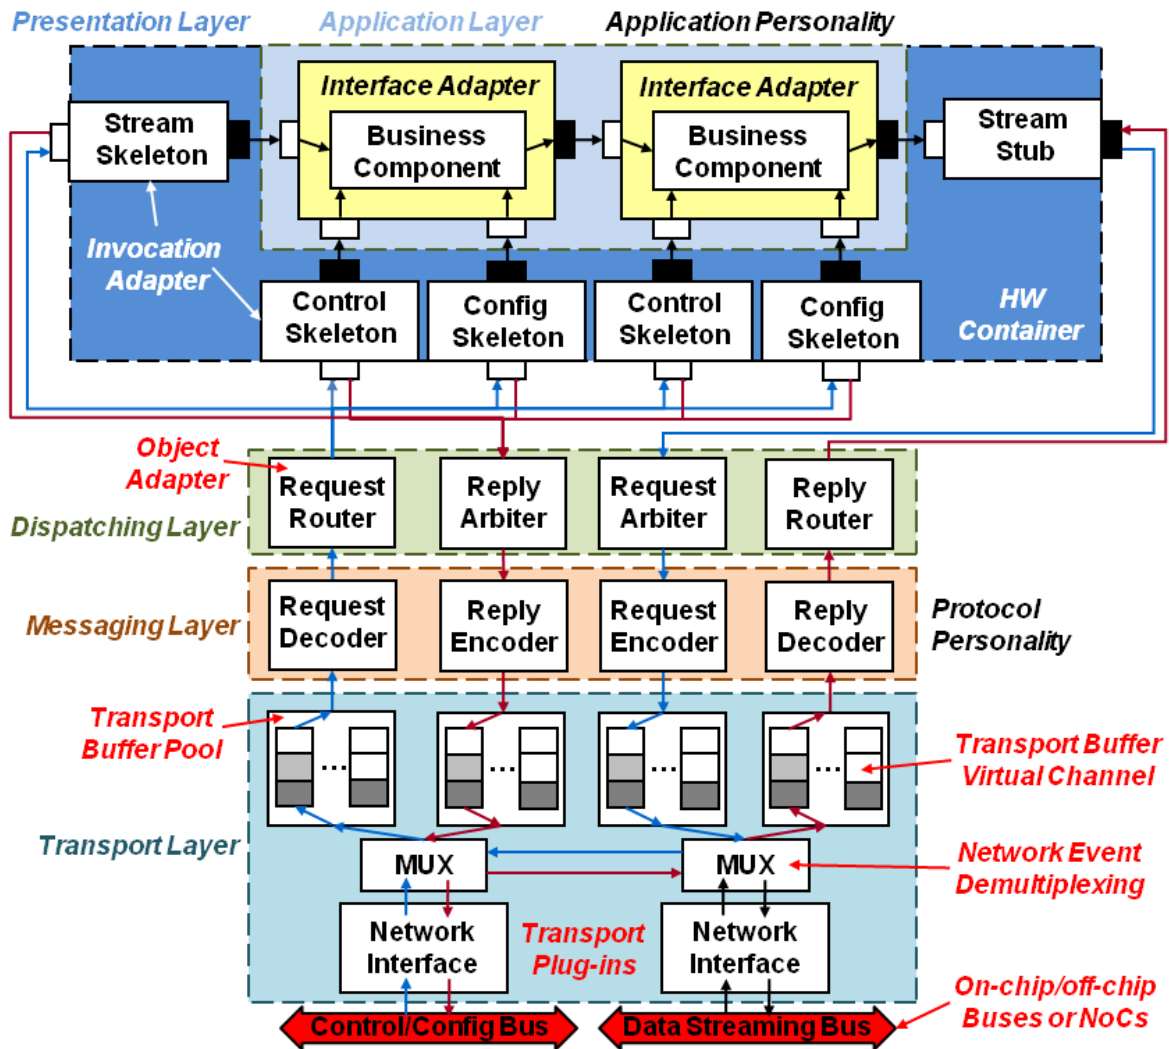 Presentation Layer
Application Layer
Application Personality
Interface Adapter
Interface Adapter
Stream
Skeleton
Business
Component
Business
Component
Stream
Stub
Invocation
Adapter
Control
Skeleton
Config
Skeleton
Control
Skeleton
Config
Skeleton
HW
Container
Object
Adapter
Request
Router
Reply
Arbiter
Request
Arbiter
Reply
Router
Dispatching Layer
Messaging Layer
Request
Decoder
Reply
Encoder
Request
Encoder
Reply
Decoder
Protocol
Personality
Transport
Buffer Pool
...
...
...
...
Transport Buffer
Virtual Channel
Transport Layer
MUX
MUX
Network Event
Demultiplexing
Network
Interface
Transport
Plug-ins
Network
Interface
On-chip/off-chip
Buses or NoCs
Control/Config Bus
Data Streaming Bus